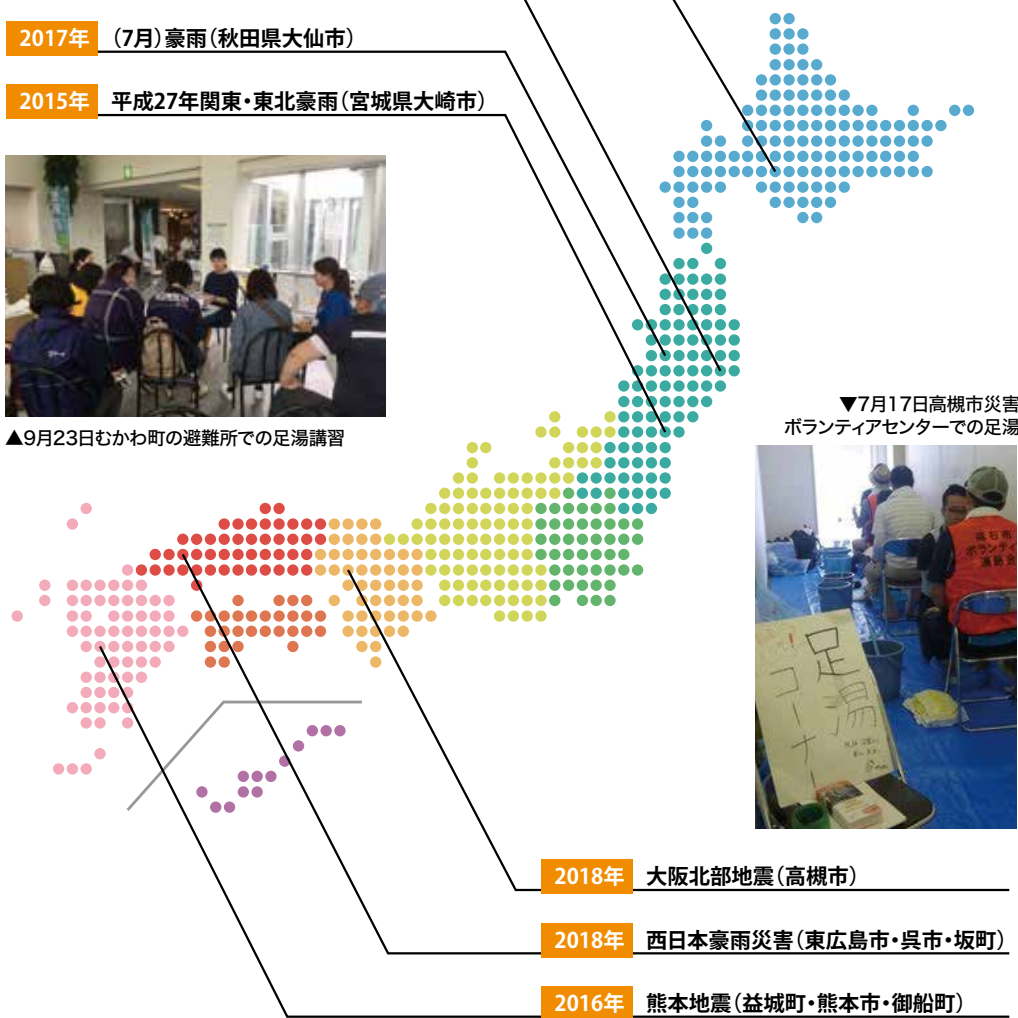 2017年 (7月)豪雨(秋田県大仙市)
2015年 平成27年関東・東北豪雨(宮城県大崎市)
▲9月23日むかわ町の避難所での足湯講習
▼7月17日高槻市災害
ボランティアセンターでの足湯
足湯
コーナー
2018年 大阪北部地震(高槻市)
2018年 西日本豪雨災害(東広島市・呉市・坂町)
2016年 熊本地震(益城町・熊本市・御船町)